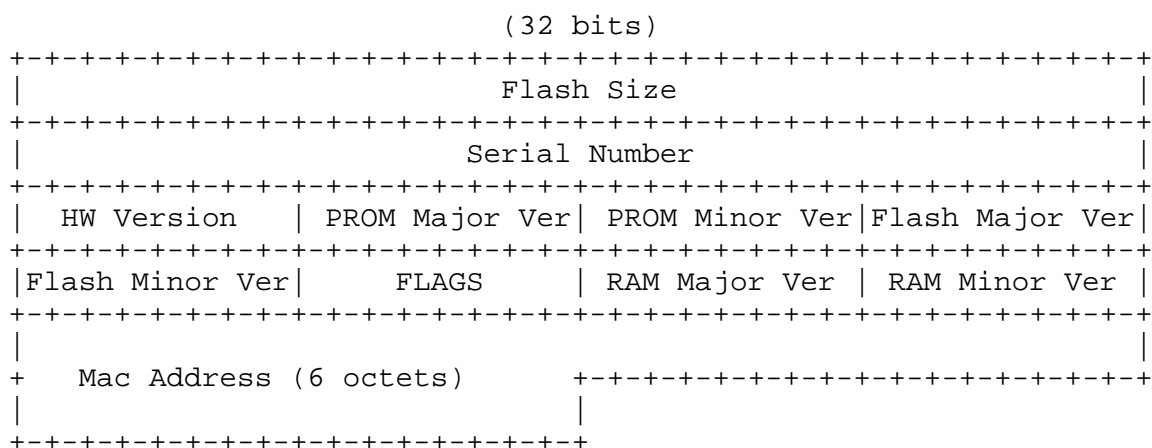 (32 bits)
+-+-+-+-+-+-+-+-+-+-+-+-+-+-+-+-+-+-+-+-+-+-+-+-+-+-+-+-+-+-+-+-+
| Flash Size |
+-+-+-+-+-+-+-+-+-+-+-+-+-+-+-+-+-+-+-+-+-+-+-+-+-+-+-+-+-+-+-+-+
| Serial Number |
+-+-+-+-+-+-+-+-+-+-+-+-+-+-+-+-+-+-+-+-+-+-+-+-+-+-+-+-+-+-+-+-+
| HW Version | PROM Major Ver| PROM Minor Ver|Flash Major Ver|
+-+-+-+-+-+-+-+-+-+-+-+-+-+-+-+-+-+-+-+-+-+-+-+-+-+-+-+-+-+-+-+-+
|Flash Minor Ver| FLAGS | RAM Major Ver | RAM Minor Ver |
+-+-+-+-+-+-+-+-+-+-+-+-+-+-+-+-+-+-+-+-+-+-+-+-+-+-+-+-+-+-+-+-+
| |
+ Mac Address (6 octets) +-+-+-+-+-+-+-+-+-+-+-+-+-+-+-+-+
| |
+-+-+-+-+-+-+-+-+-+-+-+-+-+-+-+-+